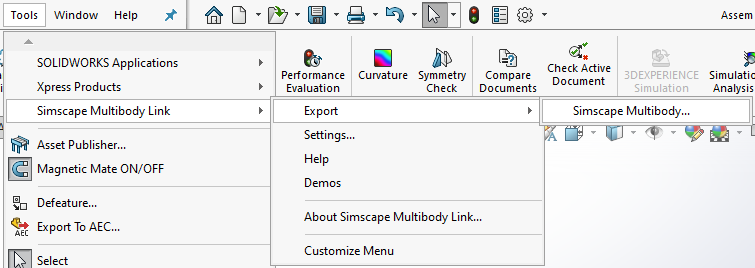 Tools Window Help Assem
SOLIDWORKS Applications
Xpress Products
Simscape Multibody Link
Asset Publisher...
Magnetic Mate ON/OFF
Defeature...
Export To AEC...
AEC
Select
Export
Settings...
Help
Demos
About Simscape Multibody Link...
Customize Menu
Simscape Multibody...
Performance
Evaluation
Curvature
Symmetry
Check
Compare
Documents
Check Active
Document
3DEXPERIENCE
Simulation
Simulatio
Analysis